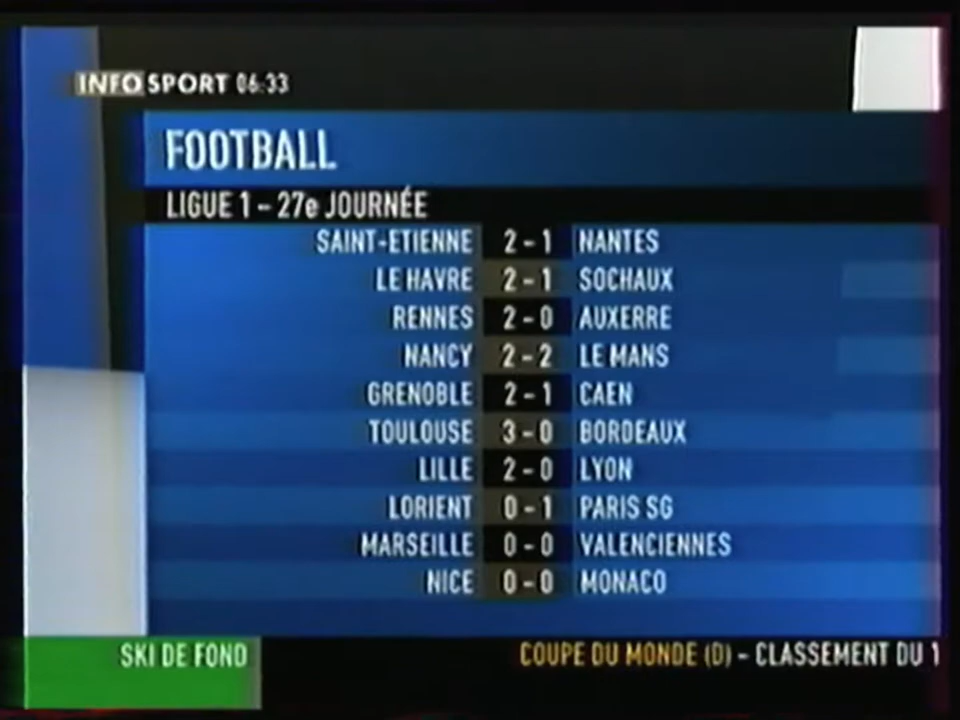 INFOSPORT 06:33
FOOTBALL
LIGUE 1 - 27e JOURNÉE
SAINT-ETIENNE 2 - 1 NANTES
LE HAVRE 2 - 1 SOCHAUX
RENNES 2 - 0 AUXERRE
NANCY 2 - 2 LE MANS
GRENOBLE 2 - 1 CAEN
TOULOUSE 3 - 0 BORDEAUX
LILLE 2 - 0 LYON
LORIENT 0 - 1 PARIS SG
MARSEILLE 0 - 0 VALENCIENNES
NICE 0 - 0 MONACO
SKI DE FOND COUPE DU MONDE (D) - CLASSEMENT DU 1